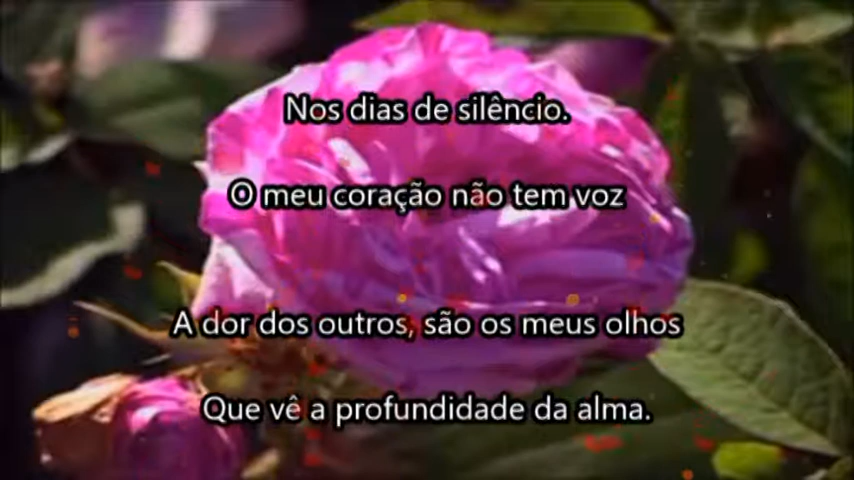 Nos dias de silêncio.
O meu coração não tem voz
A dor dos outros, são os meus olhos
Que vê a profundidade da alma.